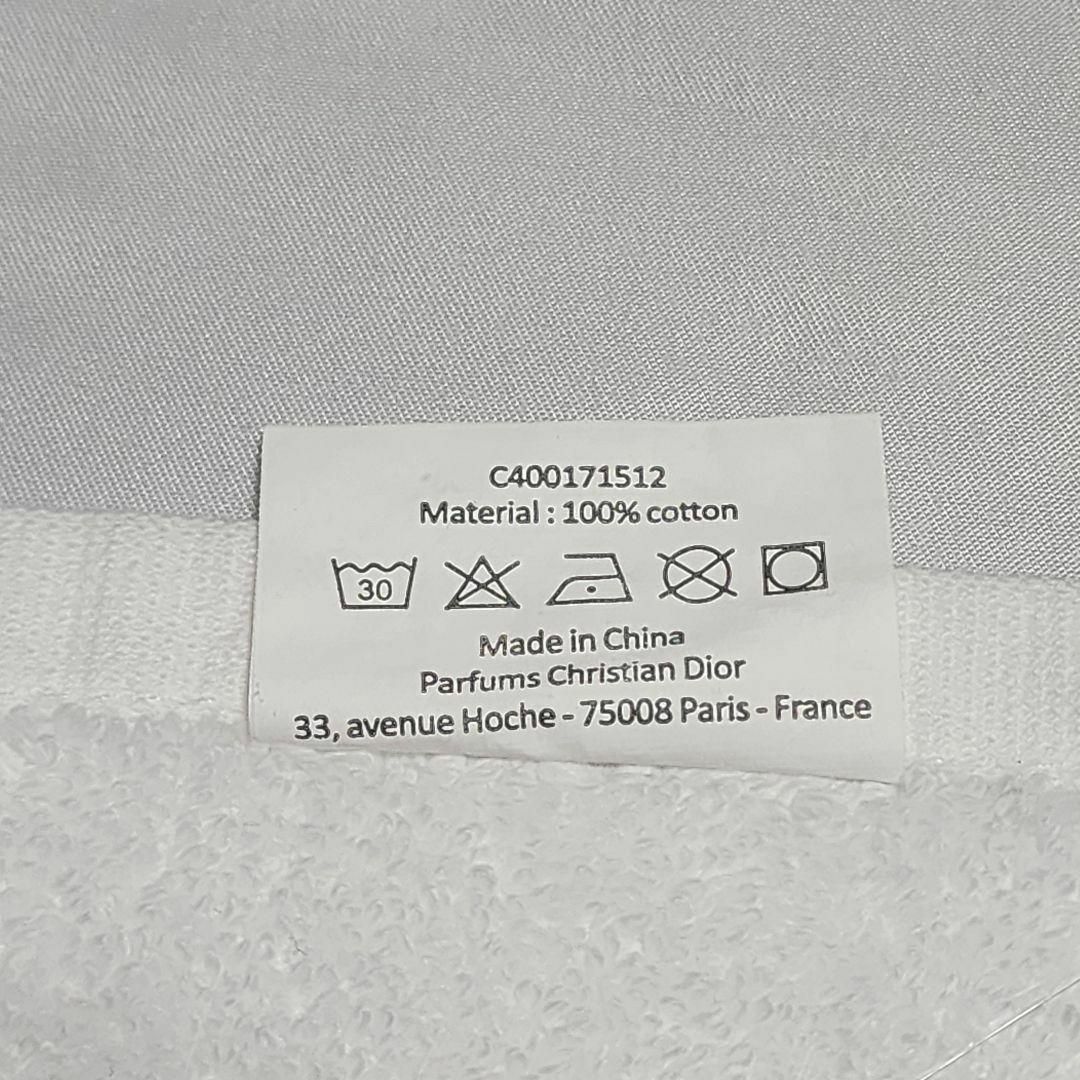 C400171512
Material : 100% cotton
30
Made in China
Parfums Christian Dior
33, avenue Hoche - 75008 Paris - France